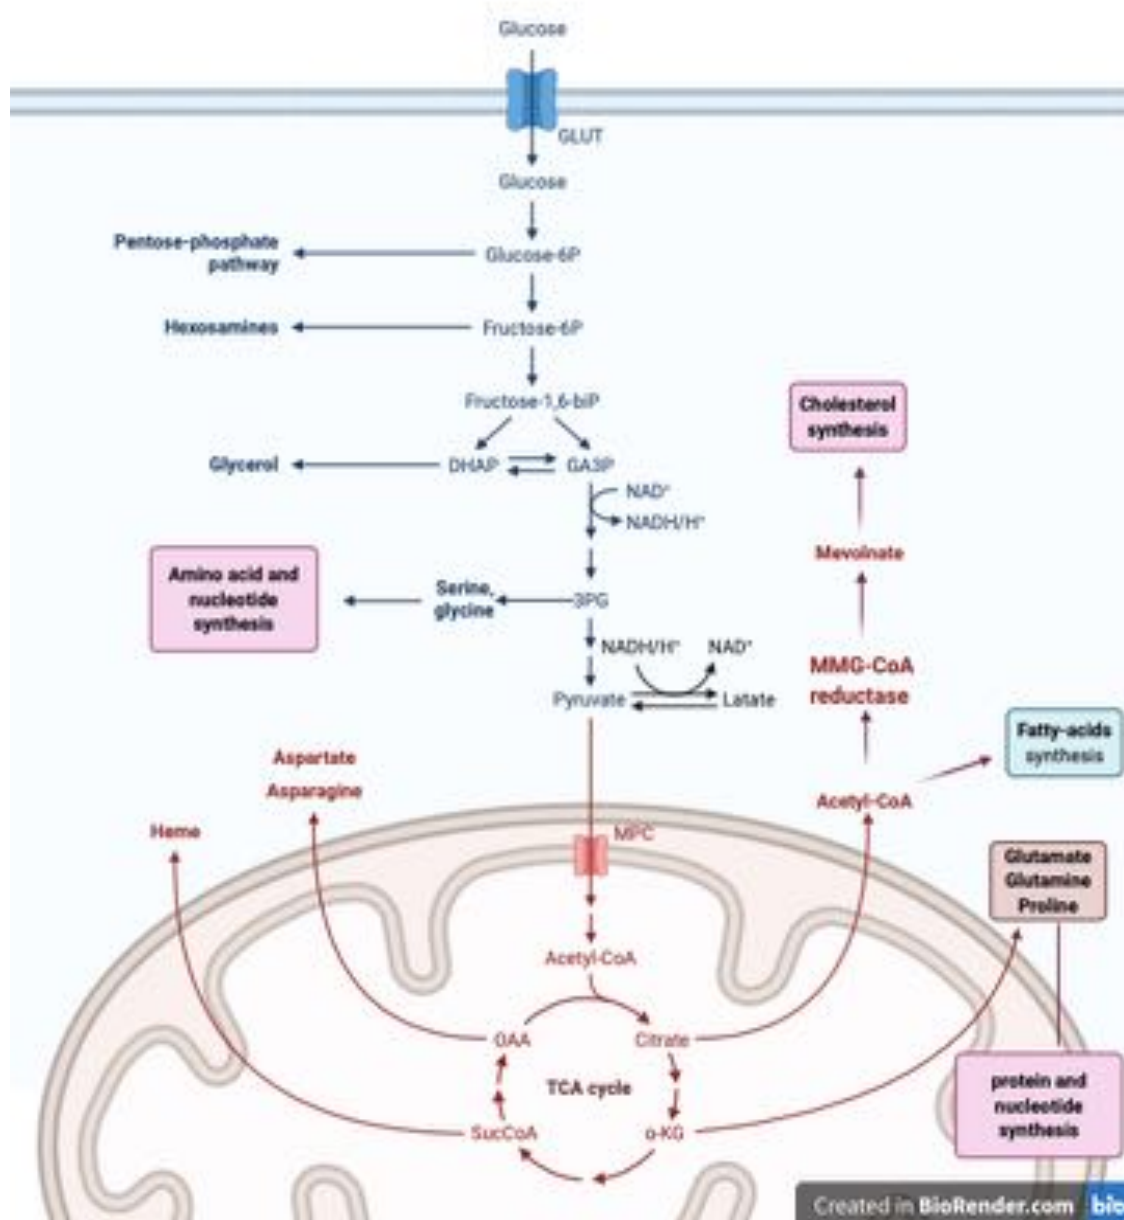 Glucose
GLUT
Glucose
Pentose-phosphate
pathway
Glucose-6P
Hexosamines
Fructose-6P
Fructose-1,6-biP
Cholesterol
synthesis
Glycerol
DHAP
GA3P
NAD⁺
NADH/H⁺
Mevolnate
Amino acid and
nucleotide
synthesis
Serine,
glycine
3PG
NADH/H⁺
NAD⁺
MMG-CoA
reductase
Pyruvate
Latate
Fatty-acids
synthesis
Aspartate
Asparagine
Acetyl-CoA
Heme
MPC
Glutamate
Glutamine
Proline
Acetyl-CoA
OAA
Citrate
TCA cycle
protein and
nucleotide
synthesis
SucCoA
α-KG
Created in BioRender.com bio